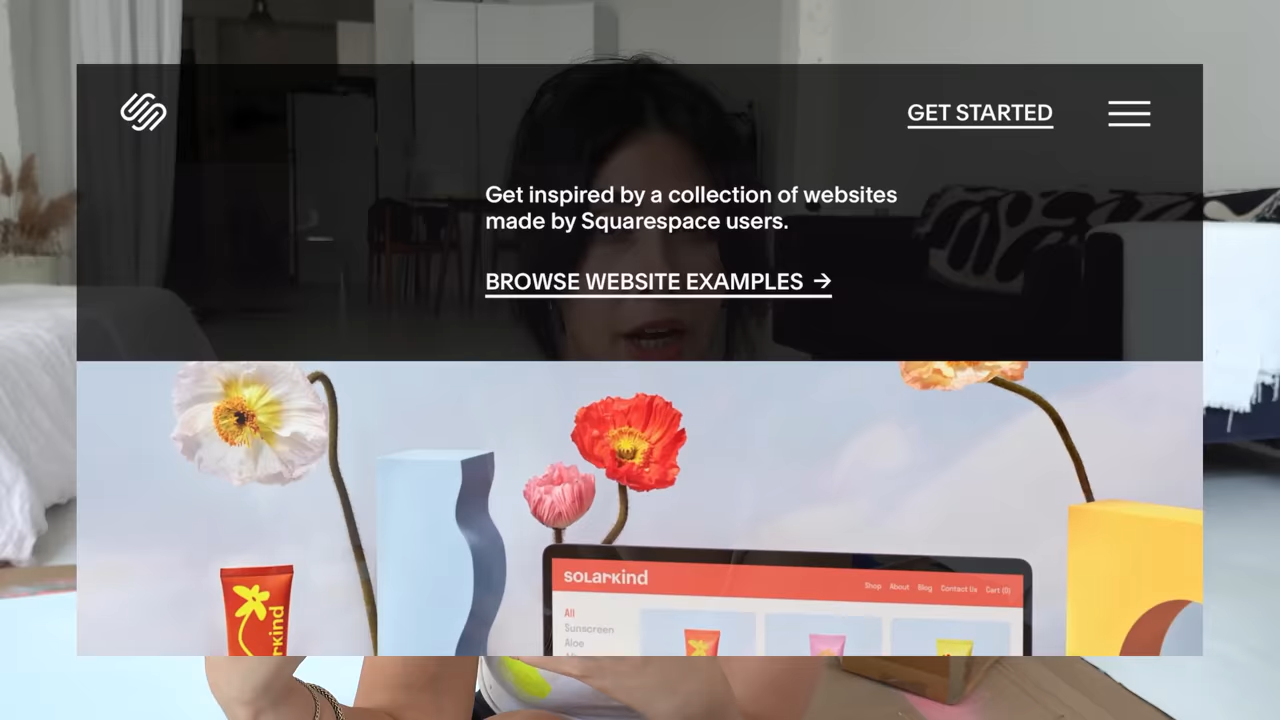 GET STARTED
Get inspired by a collection of websites
made by Squarespace users.
BROWSE WEBSITE EXAMPLES →
solarkind
Shop About Blog Contact Us Cart (0)
All
Sunscreen
Aloe